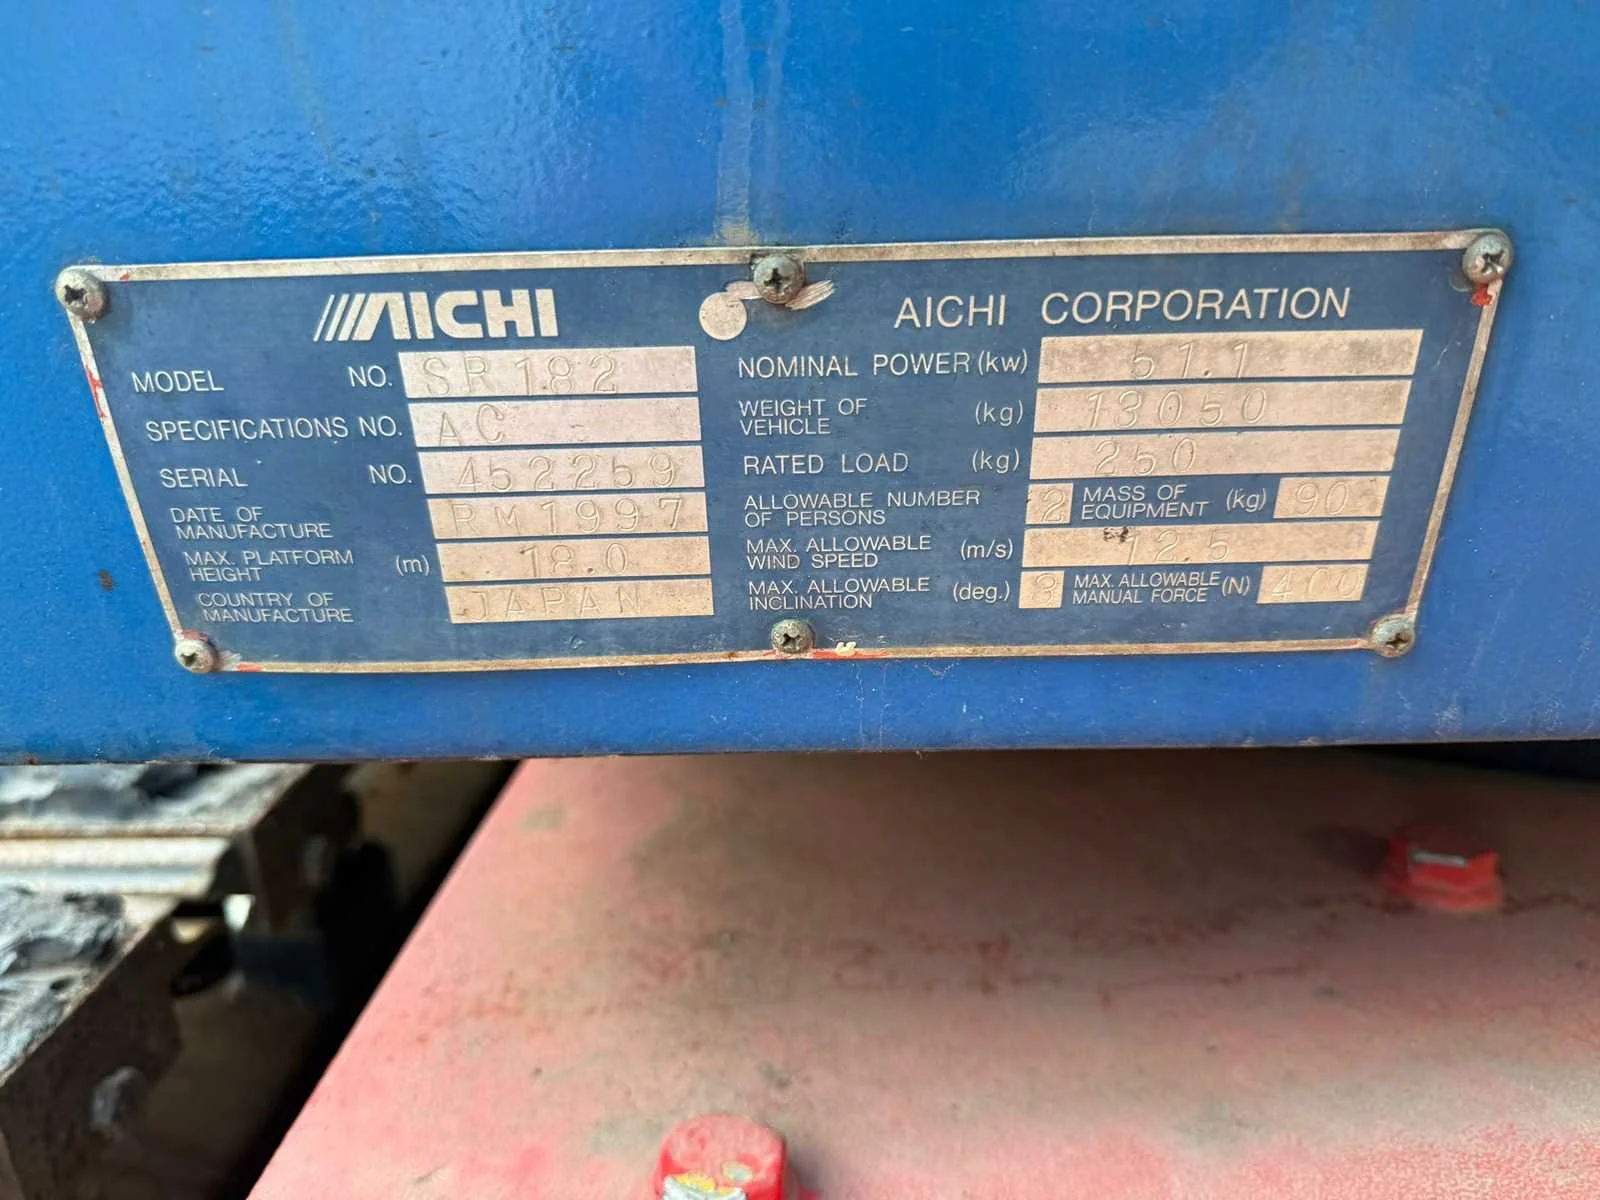 AICHI AICHI CORPORATION
MODEL NO. SR182
SPECIFICATIONS NO. AC
SERIAL NO. 452259
DATE OF MANUFACTURE RM1997
MAX. PLATFORM HEIGHT (m) 18.0
COUNTRY OF MANUFACTURE JAPAN
NOMINAL POWER (kw) 51.1
WEIGHT OF VEHICLE (kg) 13050
RATED LOAD (kg) 250
ALLOWABLE NUMBER OF PERSONS 2 MASS OF EQUIPMENT (kg) 90
MAX. ALLOWABLE WIND SPEED (m/s) 12.5
MAX. ALLOWABLE INCLINATION (deg.) 3 MAX. ALLOWABLE MANUAL FORCE (N) 400